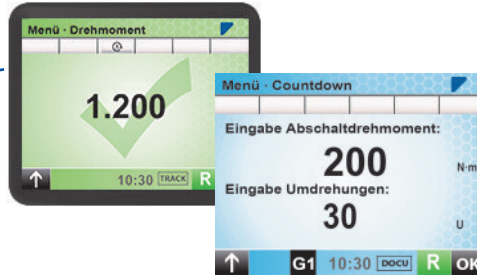 Menü · Drehmoment
1.200
10:30 TRACK R
Menü · Countdown
Eingabe Abschaltdrehmoment:
200 N·m
Eingabe Umdrehungen:
30 U
G1 10:30 DOCU R OK